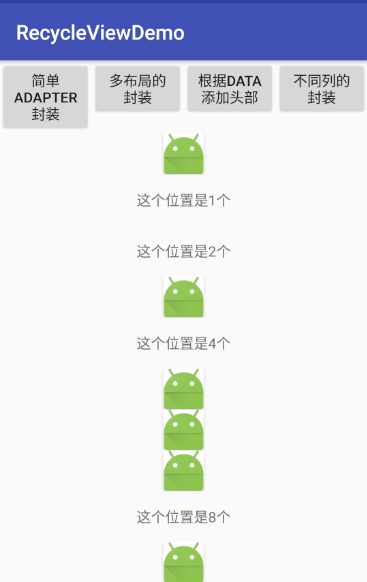 RecycleViewDemo
简单
ADAPTER
封装
多布局的
封装
根据DATA
添加头部
不同列的
封装
这个位置是1个
这个位置是2个
这个位置是4个
这个位置是8个